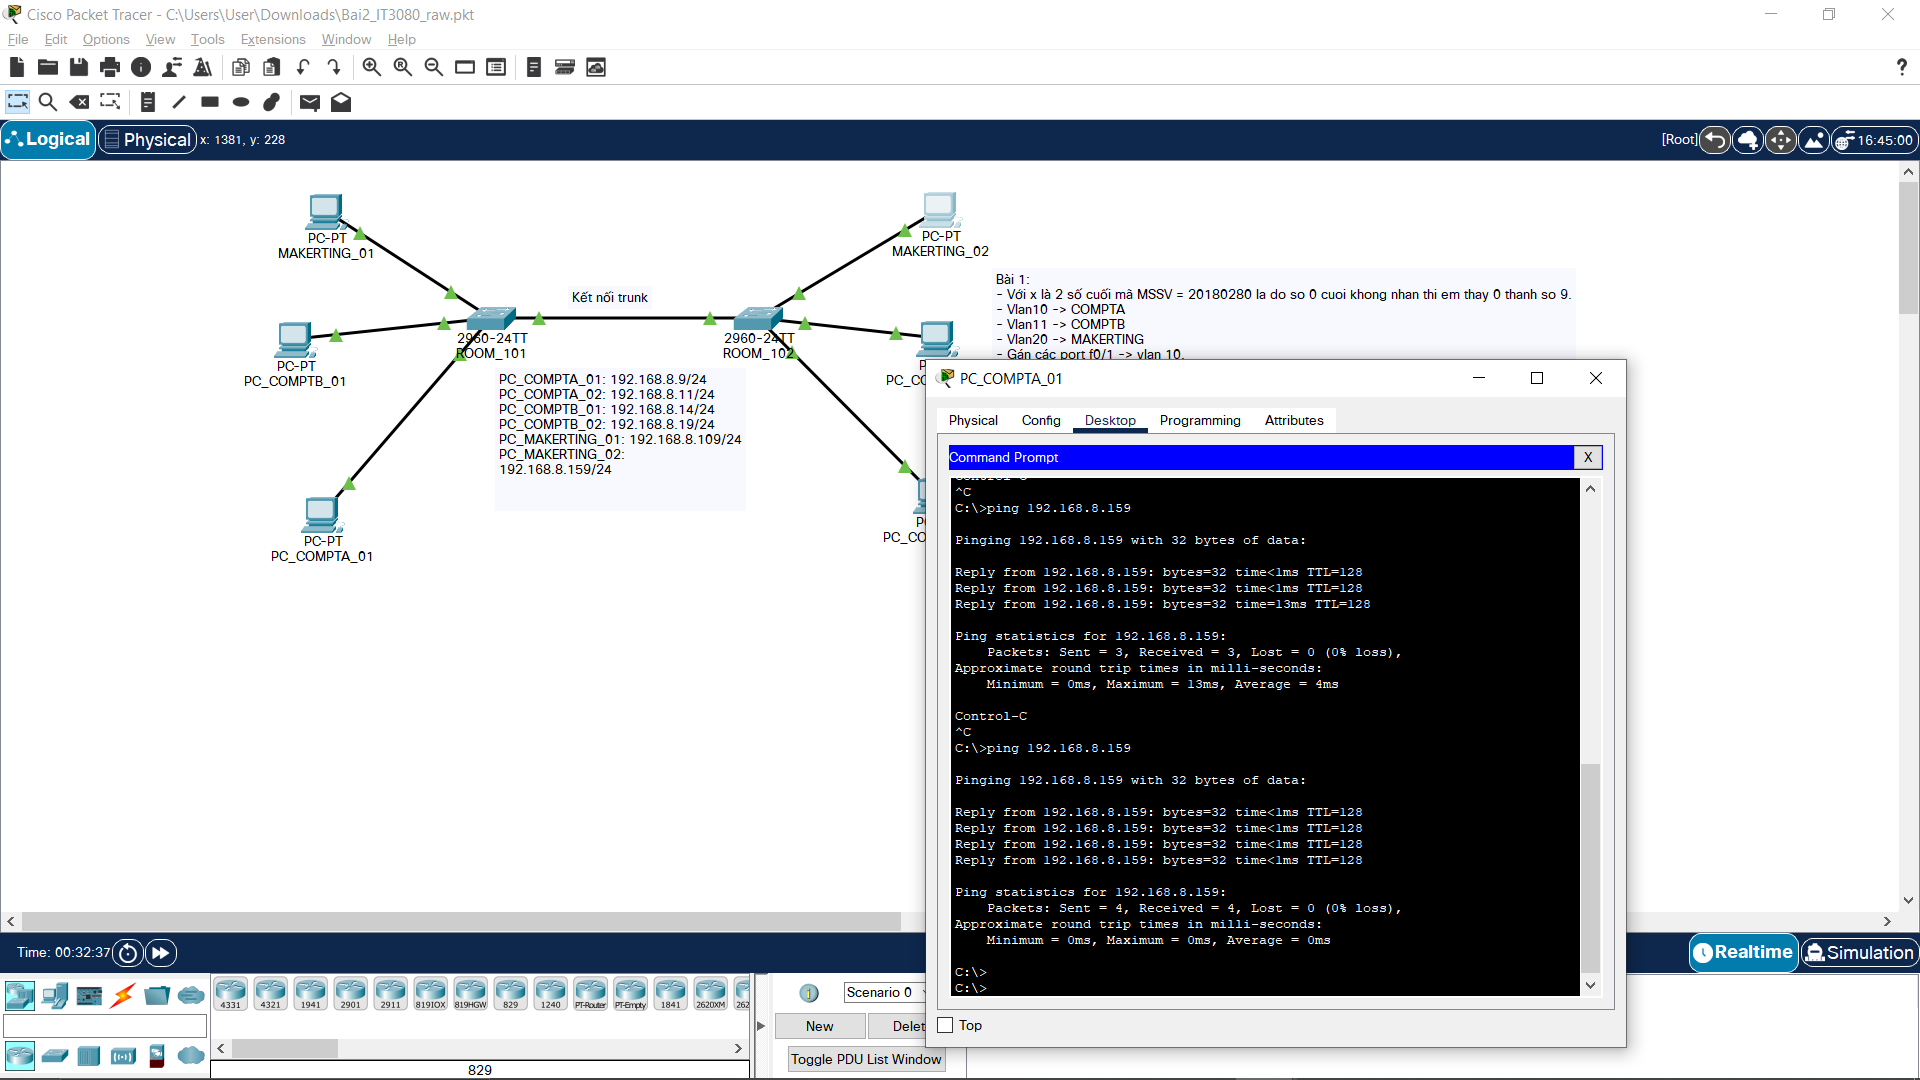 Cisco Packet Tracer - C:\Users\User\Downloads\Bai2_IT3080_raw.pkt
File Edit Options View Tools Extensions Window Help
?
Logical Physical x: 1381, y: 228 [Root] 16:45:00
PC-PT
MAKERTING_01
PC-PT
MAKERTING_02
Kết nối trunk
PC-PT
PC_COMPTB_01
2960-24TT
ROOM_101
2960-24TT
ROOM_102
PC_CO
PC-PT
PC_COMPTA_01
PC_CO
PC_COMPTA_01: 192.168.8.9/24
PC_COMPTA_02: 192.168.8.11/24
PC_COMPTB_01: 192.168.8.14/24
PC_COMPTB_02: 192.168.8.19/24
PC_MAKERTING_01: 192.168.8.109/24
PC_MAKERTING_02:
192.168.8.159/24
Bài 1:
- Với x là 2 số cuối mã MSSV = 20180280 la do so 0 cuoi khong nhan thi em thay 0 thanh so 9.
- Vlan10 -> COMPTA
- Vlan11 -> COMPTB
- Vlan20 -> MAKERTING
- Gán các port f0/1 -> vlan 10.
PC_COMPTA_01
Physical Config Desktop Programming Attributes
Command Prompt X
Control-C
^C
C:\>ping 192.168.8.159
Pinging 192.168.8.159 with 32 bytes of data:
Reply from 192.168.8.159: bytes=32 time<1ms TTL=128
Reply from 192.168.8.159: bytes=32 time<1ms TTL=128
Reply from 192.168.8.159: bytes=32 time=13ms TTL=128
Ping statistics for 192.168.8.159:
Packets: Sent = 3, Received = 3, Lost = 0 (0% loss),
Approximate round trip times in milli-seconds:
Minimum = 0ms, Maximum = 13ms, Average = 4ms
Control-C
^C
C:\>ping 192.168.8.159
Pinging 192.168.8.159 with 32 bytes of data:
Reply from 192.168.8.159: bytes=32 time<1ms TTL=128
Reply from 192.168.8.159: bytes=32 time<1ms TTL=128
Reply from 192.168.8.159: bytes=32 time<1ms TTL=128
Reply from 192.168.8.159: bytes=32 time<1ms TTL=128
Ping statistics for 192.168.8.159:
Packets: Sent = 4, Received = 4, Lost = 0 (0% loss),
Approximate round trip times in milli-seconds:
Minimum = 0ms, Maximum = 0ms, Average = 0ms
C:\>
C:\>
Top
Time: 00:32:37 Realtime Simulation
4331 4321 1941 2901 2911 819IOX 819HGW 829 1240 PT-Router PT-Empty 1841 2620XM 262
829
Scenario 0
New Delet
Toggle PDU List Window